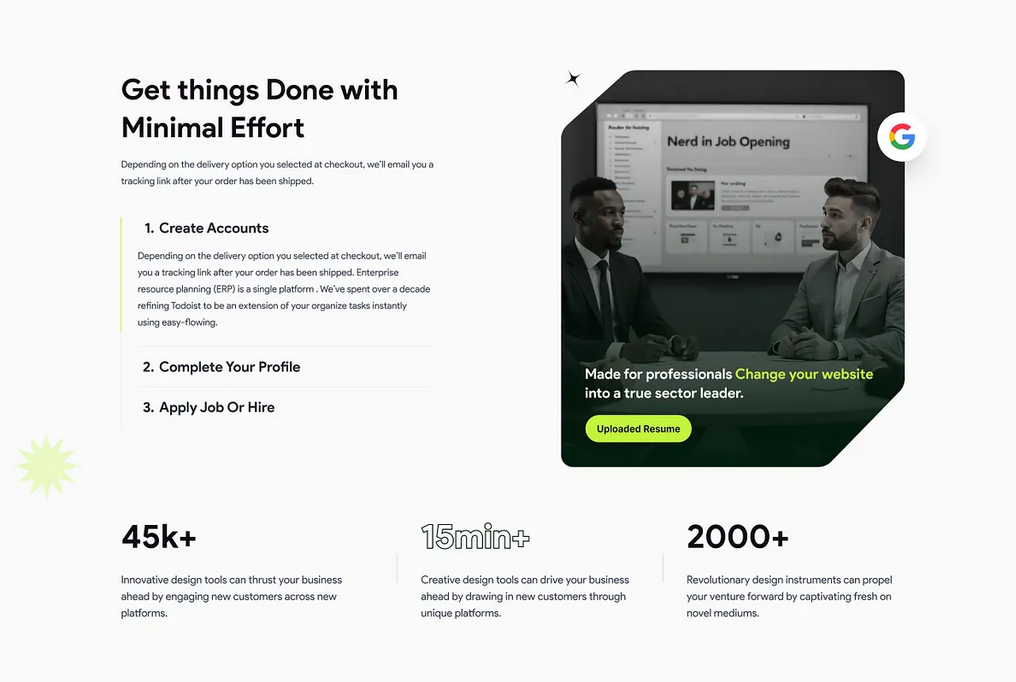 Get things Done with
Minimal Effort
Depending on the delivery option you selected at checkout, we'll email you a
tracking link after your order has been shipped.
1. Create Accounts
Depending on the delivery option you selected at checkout, we'll email
you a tracking link after your order has been shipped. Enterprise
resource planning (ERP) is a single platform . We've spent over a decade
refining Todoist to be an extension of your organize tasks instantly
using easy-flowing.
2. Complete Your Profile
3. Apply Job Or Hire
Nerd in Job Opening
Made for professionals Change your website
into a true sector leader.
Uploaded Resume
45k+
Innovative design tools can thrust your business
ahead by engaging new customers across new
platforms.
15min+
Creative design tools can drive your business
ahead by drawing in new customers through
unique platforms.
2000+
Revolutionary design instruments can propel
your venture forward by captivating fresh on
novel mediums.